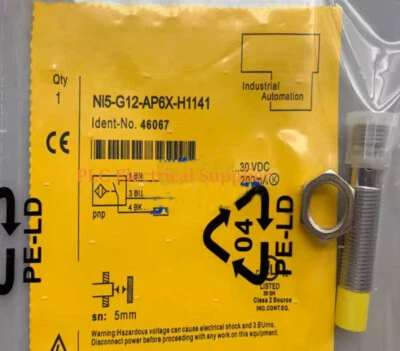 Qty
1
NI5-G12-AP6X-H1141
Ident-No. 46067
Industrial
Automation
CE
PLC Electrical Supplier
30 VDC
200
1 BN
3 BU
4 BK
pnp
sn: 5mm
PE-LD
04
PE-LD
LISTED
Class 2 Source
IND.CONT.EQ.
Warning:Hazardous voltage can cause electrical shock and 3 BUrns.
Disconnect power before proceeding with any work on this equipment